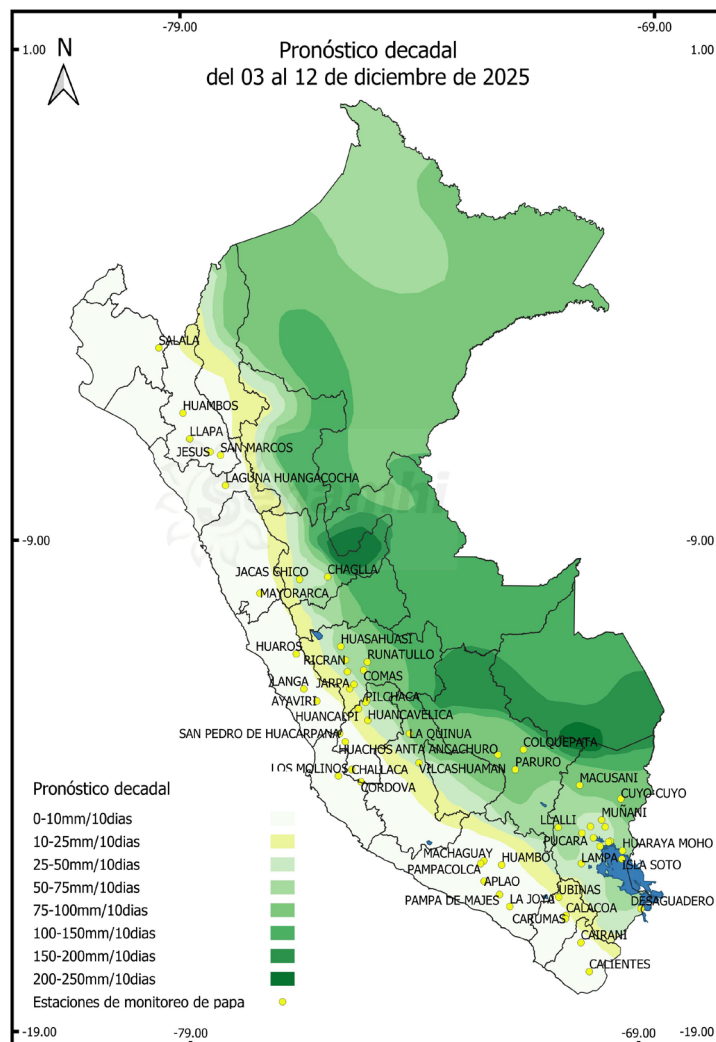 -79.00
-69.00
1.00
N
Pronóstico decadal
1.00
del 03 al 12 de diciembre de 2025
SALALA
HUAMBOS
LLAPA
JESUS
SAN MARCOS
LAGUNA HUANGACOCHA
Senamhi
-9.00
-9.00
JACAS CHICO
CHAGLLA
MAYORARCA
HUASAHUASI
HUAROS
RICRAN
RUNATULLO
COMAS
LANGA
JARPA
AYAVIRI
PILCHACA
HUANCALPI
HUANCAVELICA
SAN PEDRO DE HUACARPANA
LA QUINUA
HUACHOS
ANTA ANCACHURO
COLQUEPATA
LOS MOLINOS
CHALLACA
VILCASHUAMAN
PARURO
CORDOVA
MACUSANI
CUYO-CUYO
Pronóstico decadal
0-10mm/10dias
10-25mm/10dias
25-50mm/10dias
50-75mm/10dias
75-100mm/10dias
100-150mm/10dias
150-200mm/10dias
200-250mm/10dias
Estaciones de monitoreo de papa
MUÑANI
LLALLI
PUCARA
HUARAYA MOHO
MACHAGUAY
HUAMBO
LAMPA
ISLA SOTO
PAMPACOLCA
APLAO
UBINAS
DESAGUADERO
PAMPA DE MAJES
LA JOYA
CALACOA
CARUMAS
CAIRANI
CALIENTES
-19.00
-19.00
-79.00
-69.00